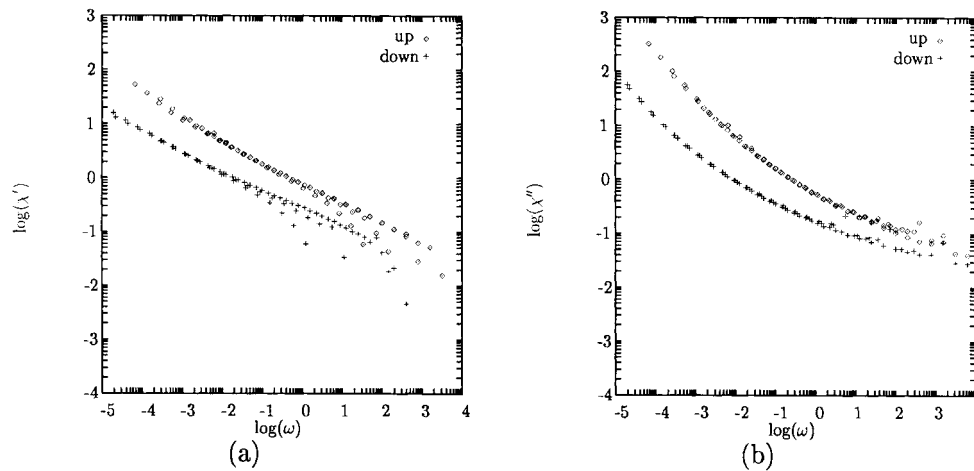 3
2
1
0
-1
-2
-3
-4
log(χ′)
up ◇
down +
-5 -4 -3 -2 -1 0 1 2 3 4
log(ω)
(a)
3
2
1
0
-1
-2
-3
-4
log(χ″)
up ◇
down +
-5 -4 -3 -2 -1 0 1 2 3
log(ω)
(b)